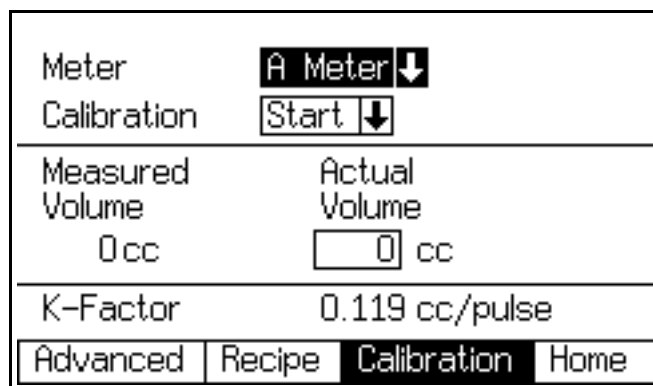 Meter A Meter
Calibration Start
Measured Actual
Volume Volume
0 cc 0 cc
K-Factor 0.119 cc/pulse
Advanced Recipe Calibration Home